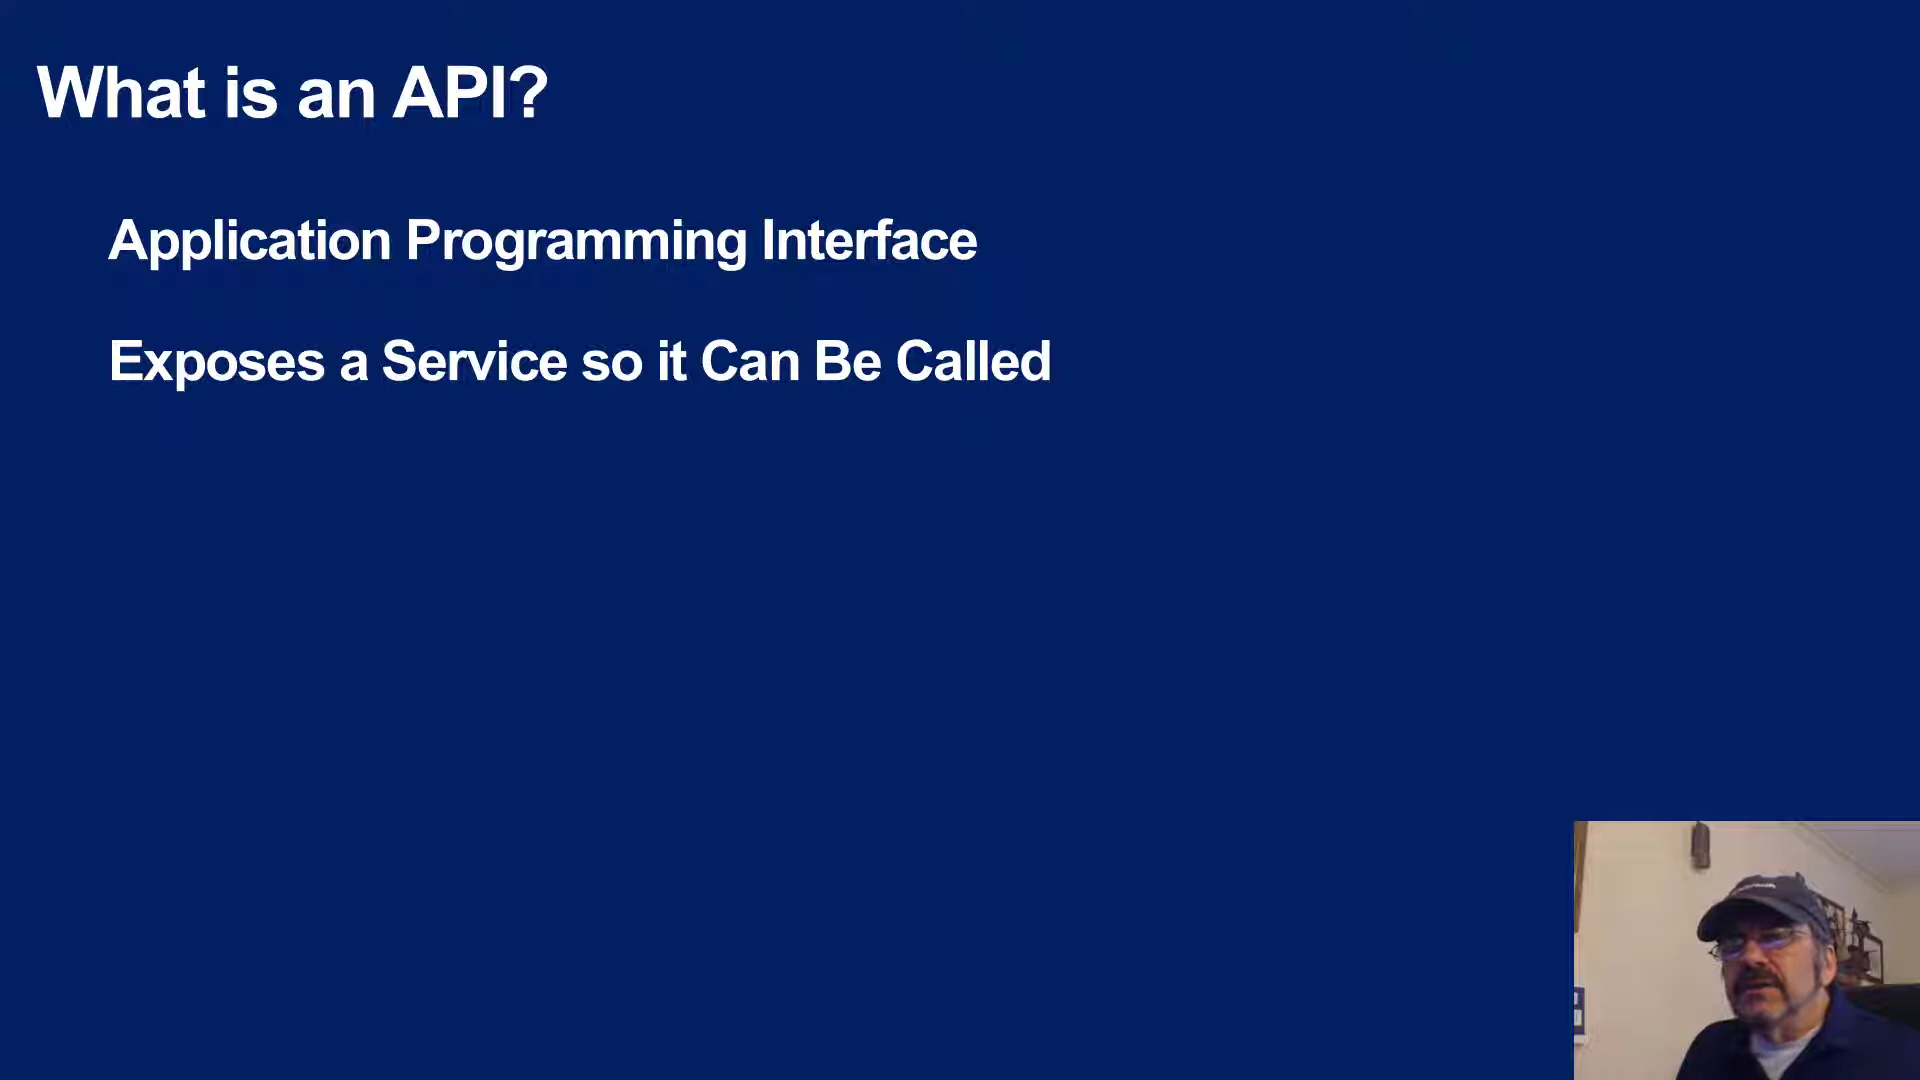 What is an API?
Application Programming Interface
Exposes a Service so it Can Be Called